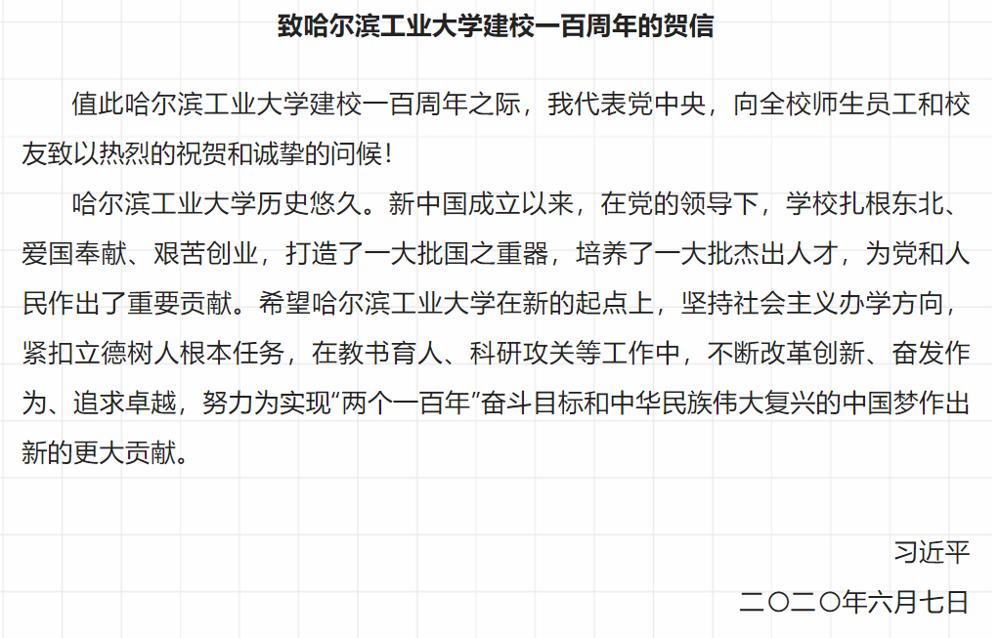 致哈尔滨工业大学建校一百周年的贺信
值此哈尔滨工业大学建校一百周年之际，我代表党中央，向全校师生员工和校
友致以热烈的祝贺和诚挚的问候！
哈尔滨工业大学历史悠久。新中国成立以来，在党的领导下，学校扎根东北、
爱国奉献、艰苦创业，打造了一大批国之重器，培养了一大批杰出人才，为党和人
民作出了重要贡献。希望哈尔滨工业大学在新的起点上，坚持社会主义办学方向，
紧扣立德树人根本任务，在教书育人、科研攻关等工作中，不断改革创新、奋发作
为、追求卓越，努力为实现“两个一百年”奋斗目标和中华民族伟大复兴的中国梦作出
新的更大贡献。
习近平
二〇二〇年六月七日